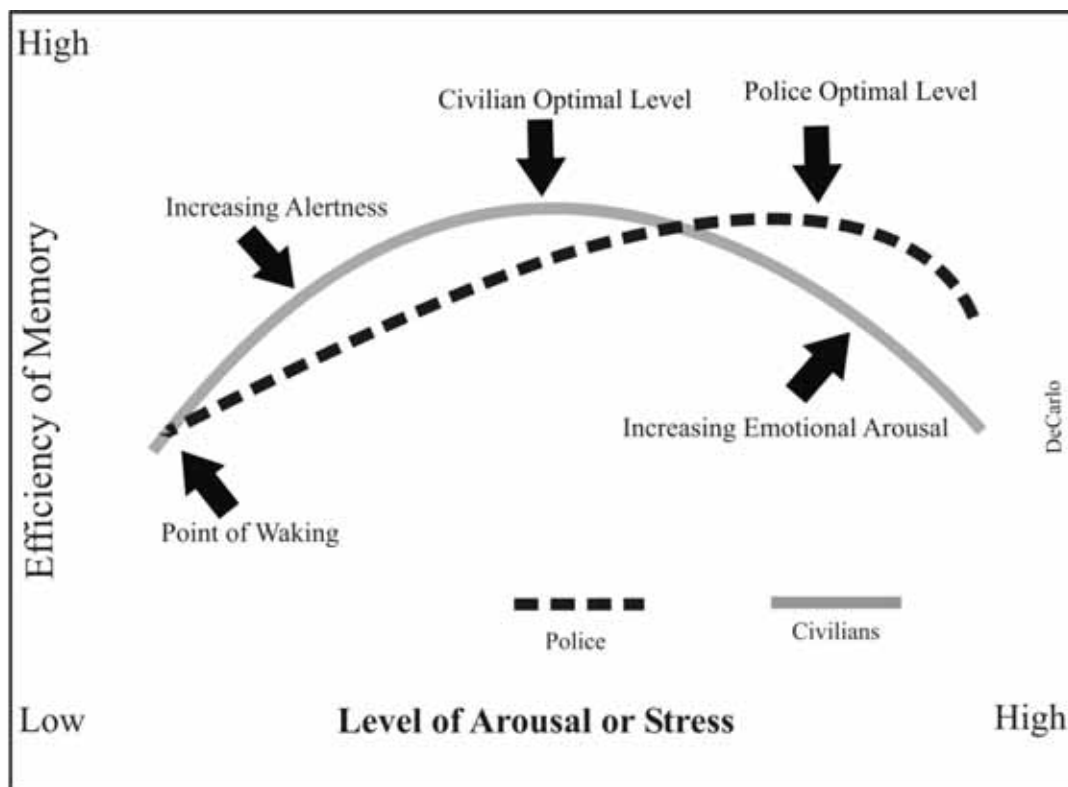 High
Civilian Optimal Level
Police Optimal Level
Increasing Alertness
Efficiency of Memory
Increasing Emotional Arousal
DeCarlo
Point of Waking
Police
Civilians
Low
Level of Arousal or Stress
High